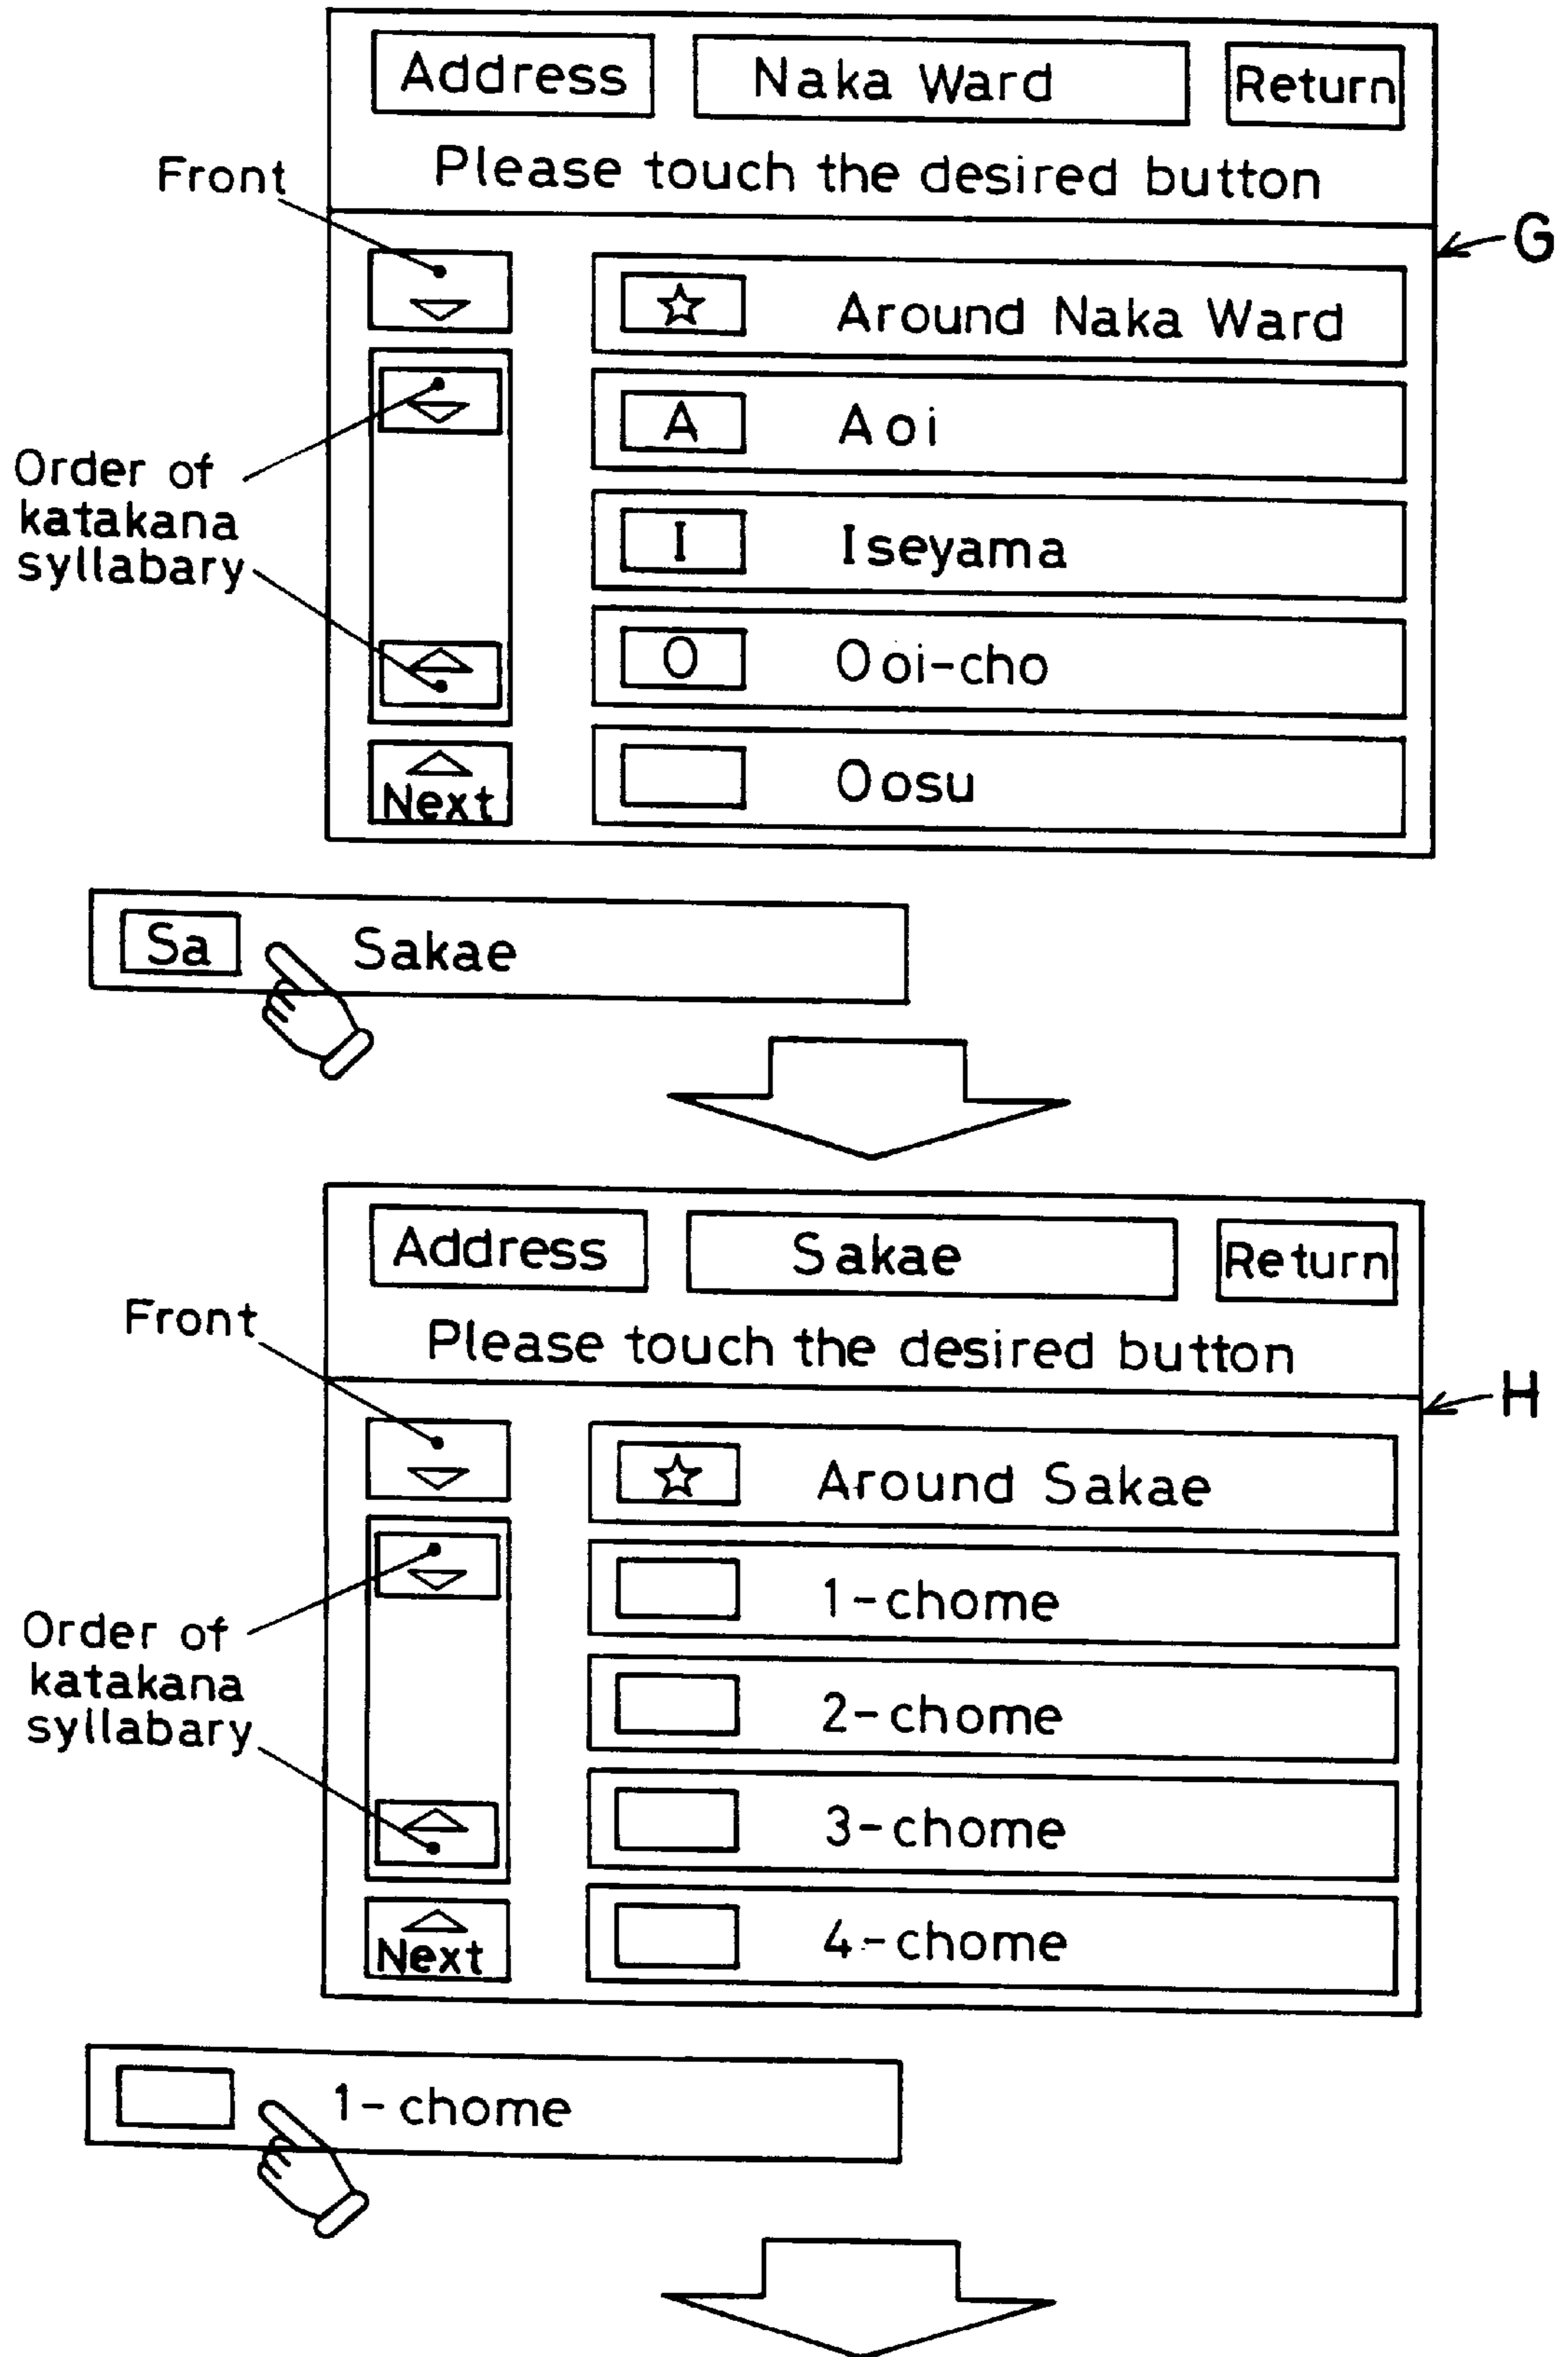 Address Naka Ward Return
Please touch the desired button
Front
G
☆ Around Naka Ward
A Aoi
Order of
katakana
syllabary
I Iseyama
O Ooi-cho
Oosu
Next
Sa Sakae
Address Sakae Return
Please touch the desired button
Front
H
☆ Around Sakae
1-chome
Order of
katakana
syllabary
2-chome
3-chome
4-chome
Next
1-chome